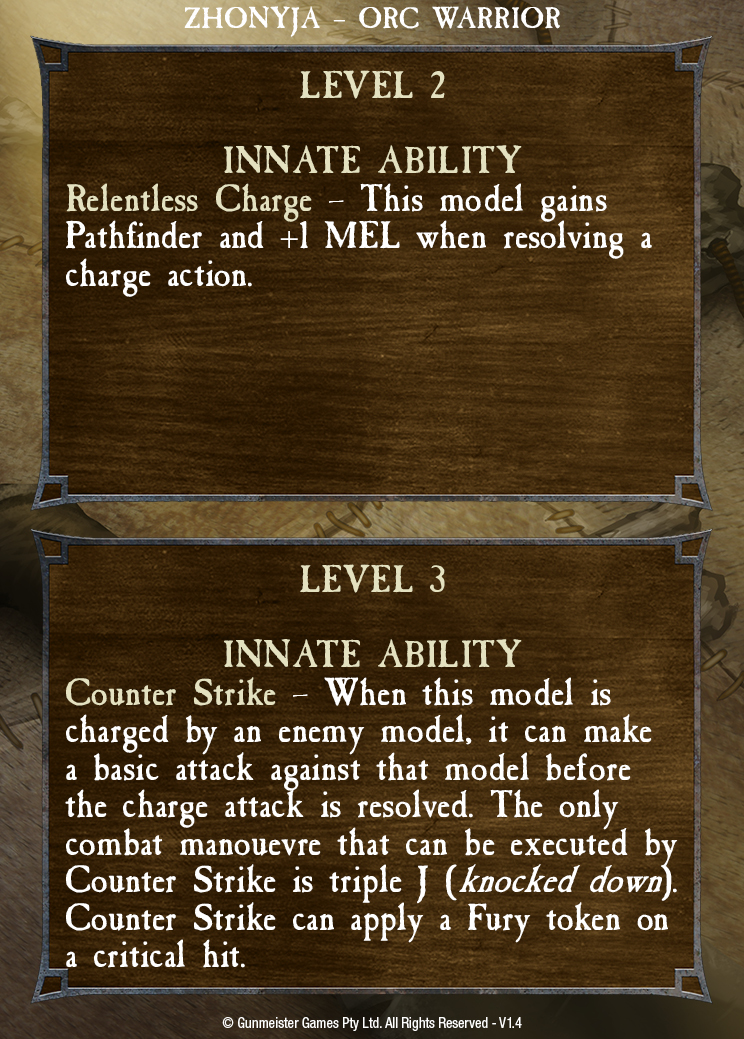 ZHONYJA – ORC WARRIOR
LEVEL 2
INNATE ABILITY
Relentless Charge – This model gains
Pathfinder and +1 MEL when resolving a
charge action.
LEVEL 3
INNATE ABILITY
Counter Strike – When this model is
charged by an enemy model, it can make
a basic attack against that model before
the charge attack is resolved. The only
combat manouevre that can be executed by
Counter Strike is triple J (knocked down).
Counter Strike can apply a Fury token on
a critical hit.
© Gunmeister Games Pty Ltd. All Rights Reserved - V1.4